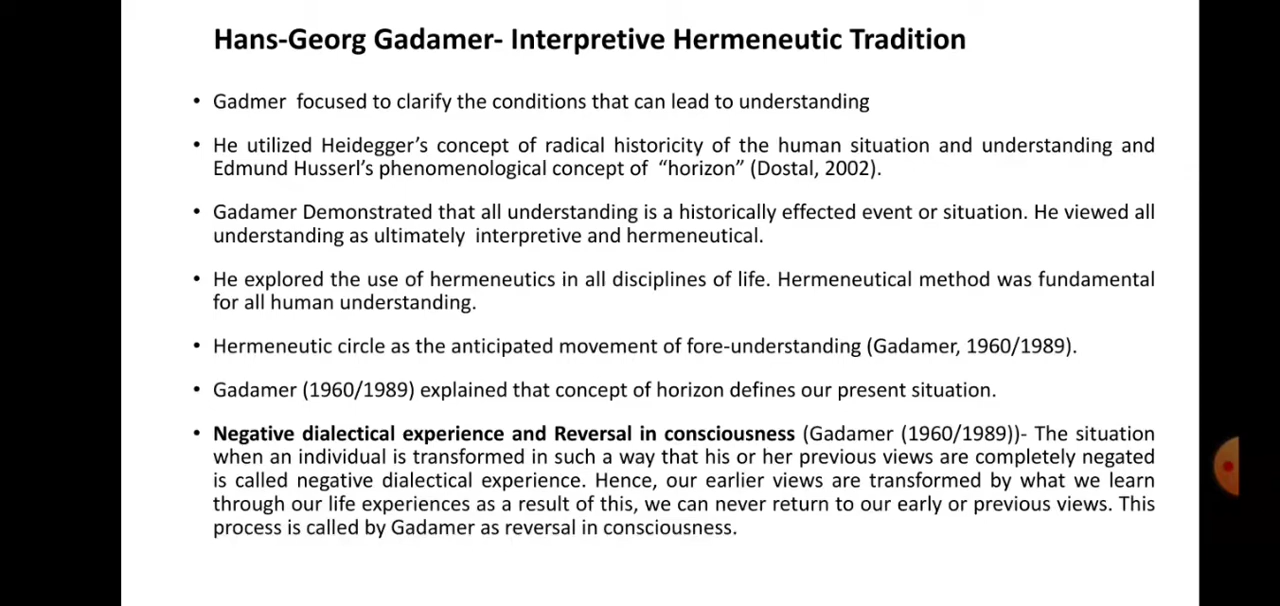 Hans-Georg Gadamer- Interpretive Hermeneutic Tradition
• Gadmer focused to clarify the conditions that can lead to understanding
• He utilized Heidegger’s concept of radical historicity of the human situation and understanding and
Edmund Husserl’s phenomenological concept of “horizon” (Dostal, 2002).
• Gadamer Demonstrated that all understanding is a historically effected event or situation. He viewed all
understanding as ultimately interpretive and hermeneutical.
• He explored the use of hermeneutics in all disciplines of life. Hermeneutical method was fundamental
for all human understanding.
• Hermeneutic circle as the anticipated movement of fore-understanding (Gadamer, 1960/1989).
• Gadamer (1960/1989) explained that concept of horizon defines our present situation.
• Negative dialectical experience and Reversal in consciousness (Gadamer (1960/1989))- The situation
when an individual is transformed in such a way that his or her previous views are completely negated
is called negative dialectical experience. Hence, our earlier views are transformed by what we learn
through our life experiences as a result of this, we can never return to our early or previous views. This
process is called by Gadamer as reversal in consciousness.